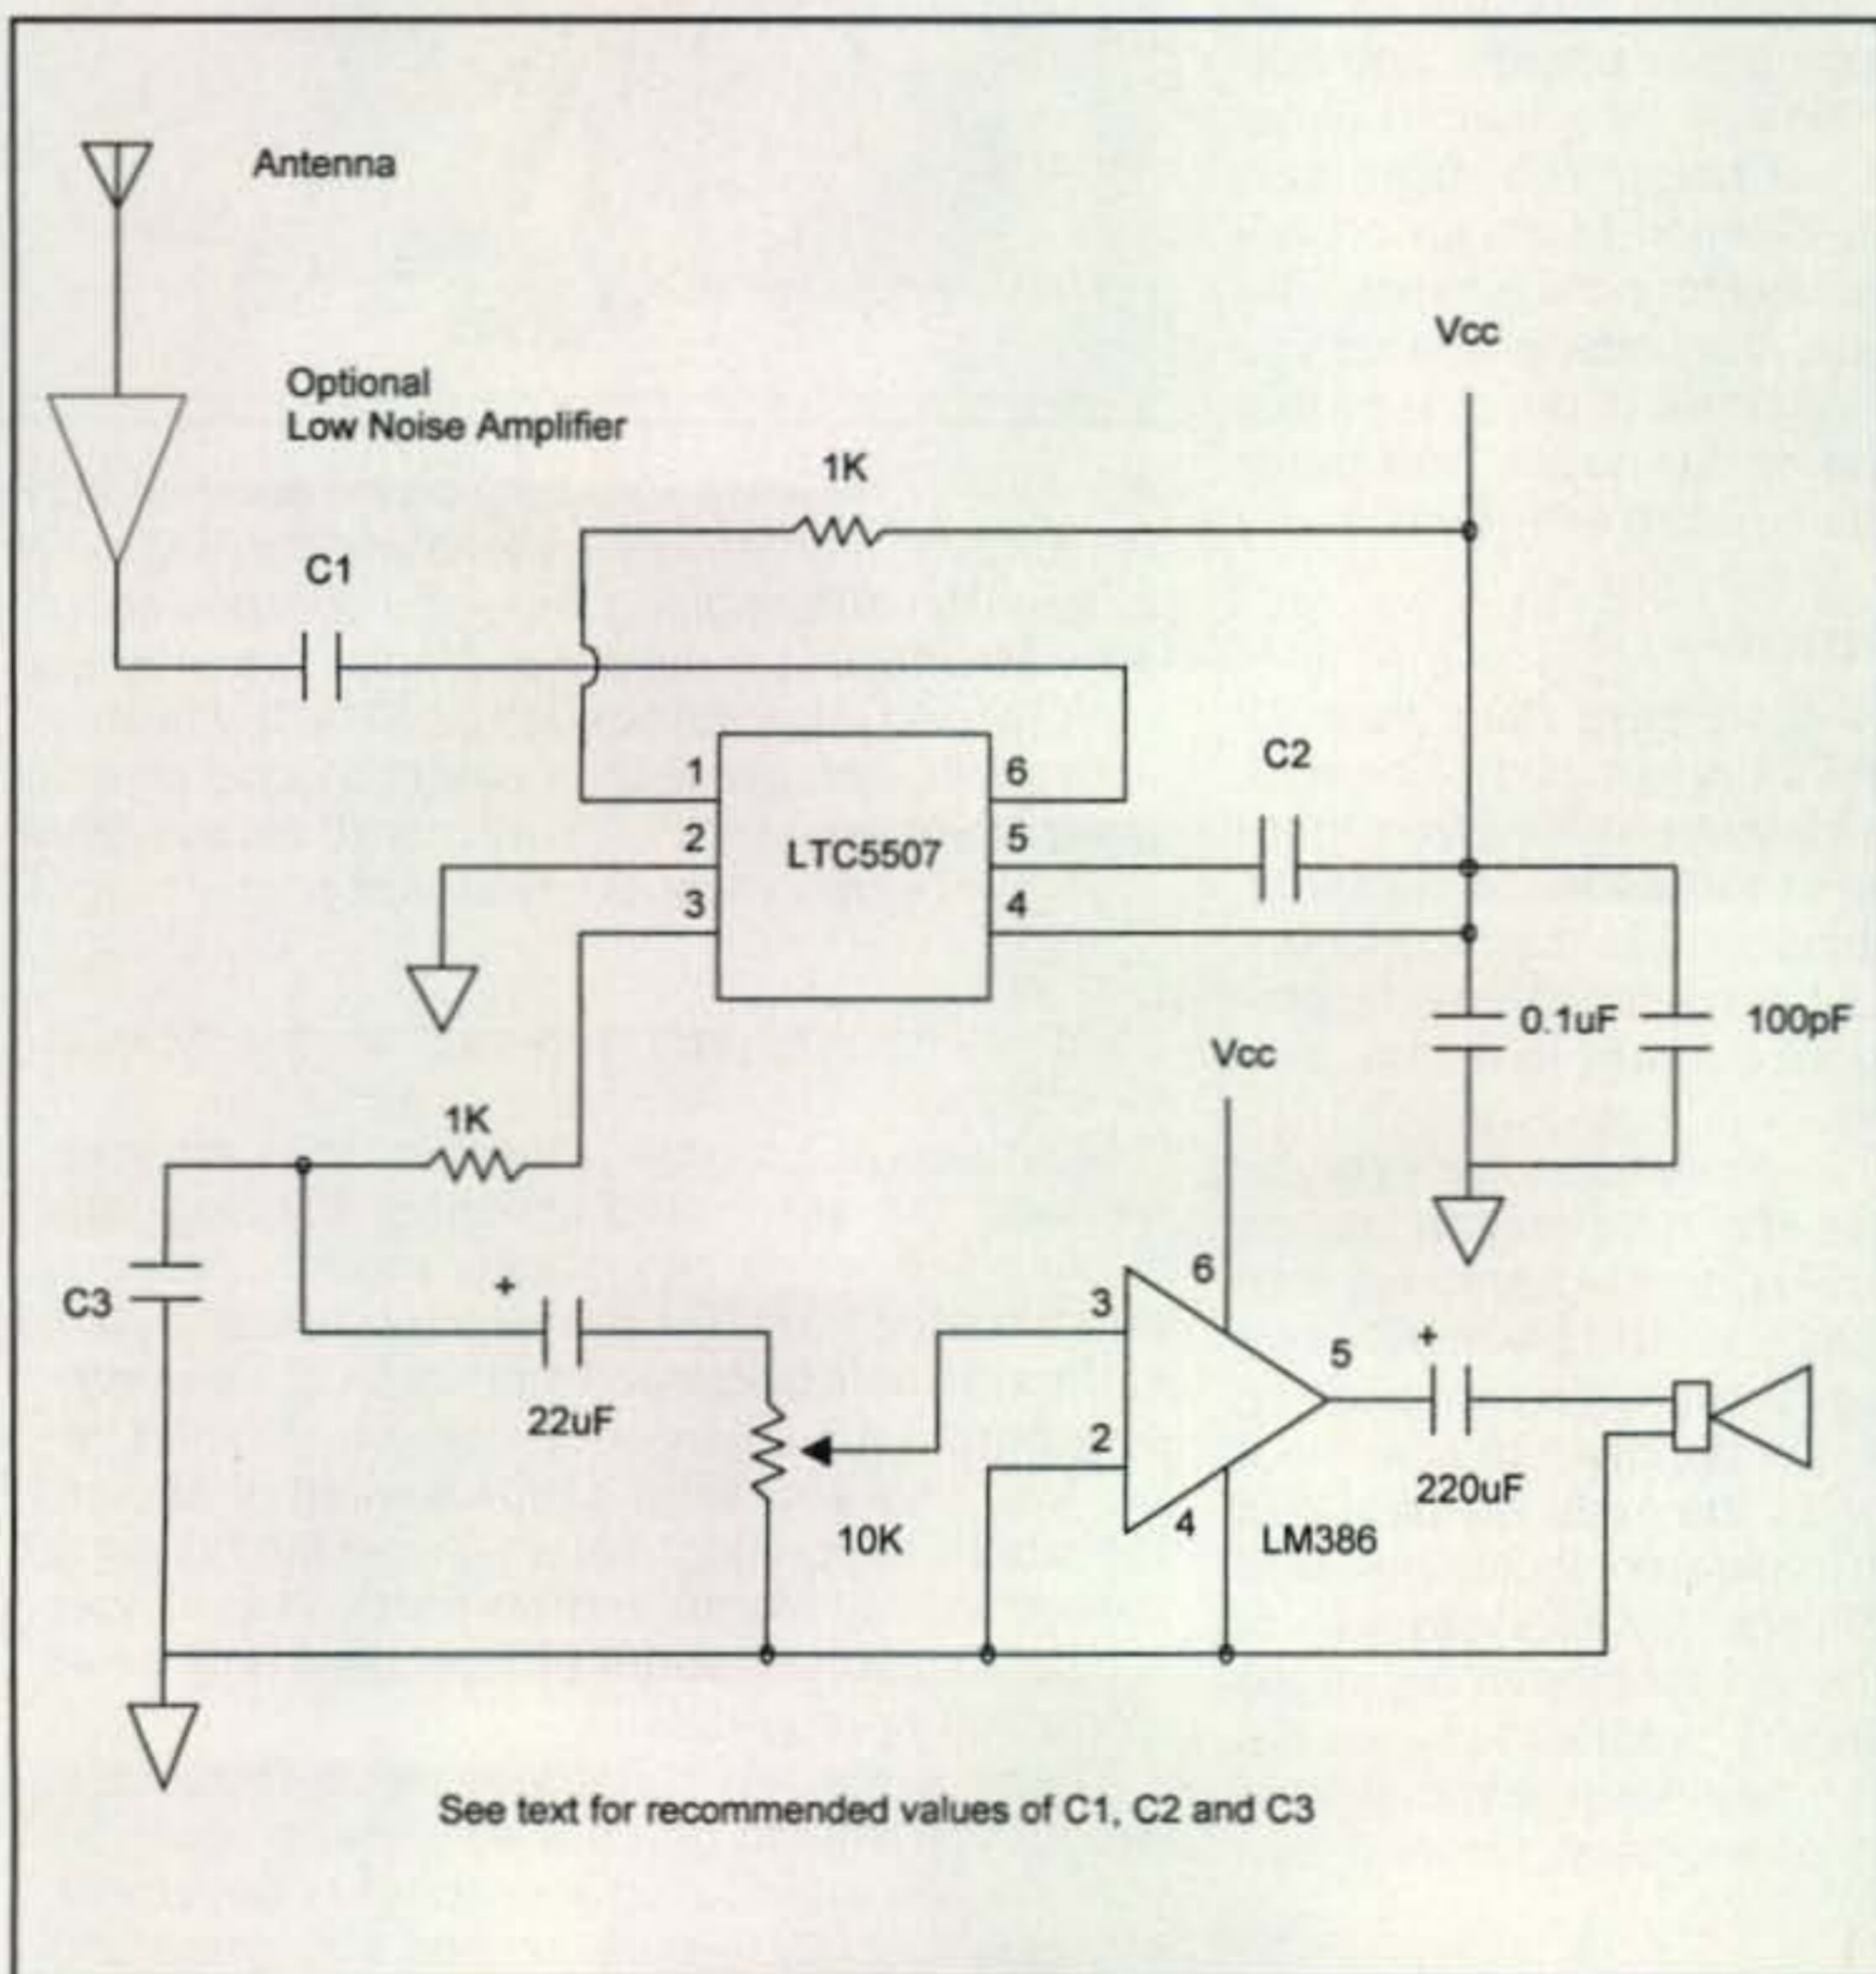 Antenna
Vcc
Optional
Low Noise Amplifier
1K
C1
C2
1
6
2
5
LTC5507
3
4
0.1uF
100pF
Vcc
1K
6
+
3
C3
+
5
22uF
2
220uF
4
10K
LM386
See text for recommended values of C1, C2 and C3